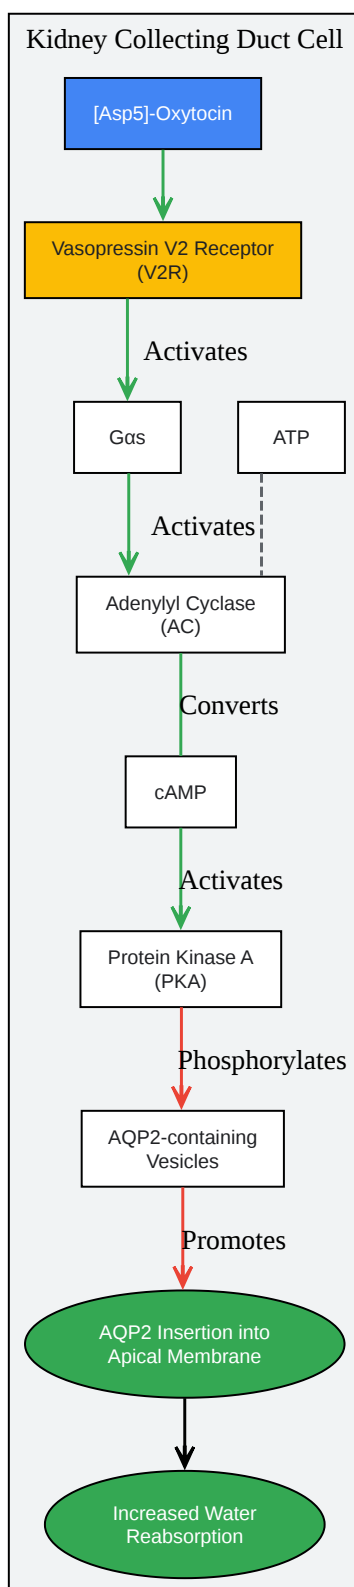 Kidney Collecting Duct Cell
[Asp5]-Oxytocin
Vasopressin V2 Receptor
(V2R)
Activates
Gαs
ATP
Activates
Adenylyl Cyclase
(AC)
Converts
cAMP
Activates
Protein Kinase A
(PKA)
Phosphorylates
AQP2-containing
Vesicles
Promotes
AQP2 Insertion into
Apical Membrane
Increased Water
Reabsorption